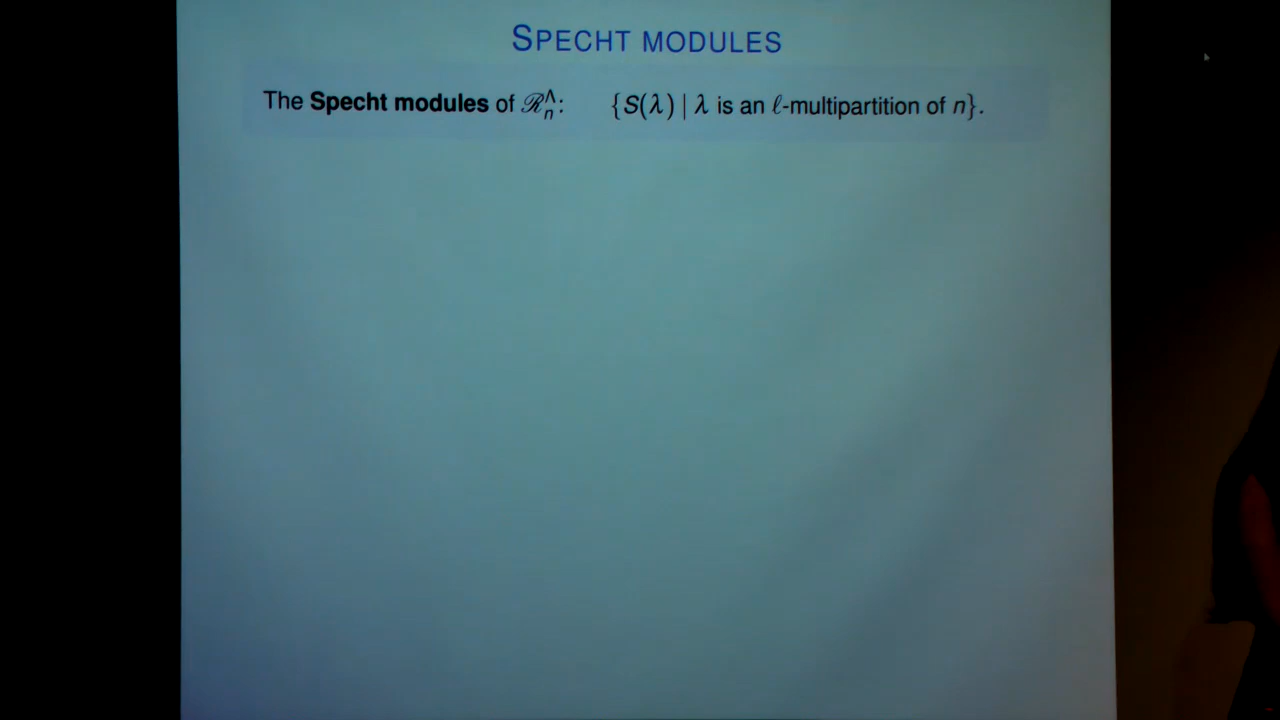 SPECHT MODULES
The Specht modules of ℛₙ^Λ: {S(λ) | λ is an ℓ-multipartition of n}.